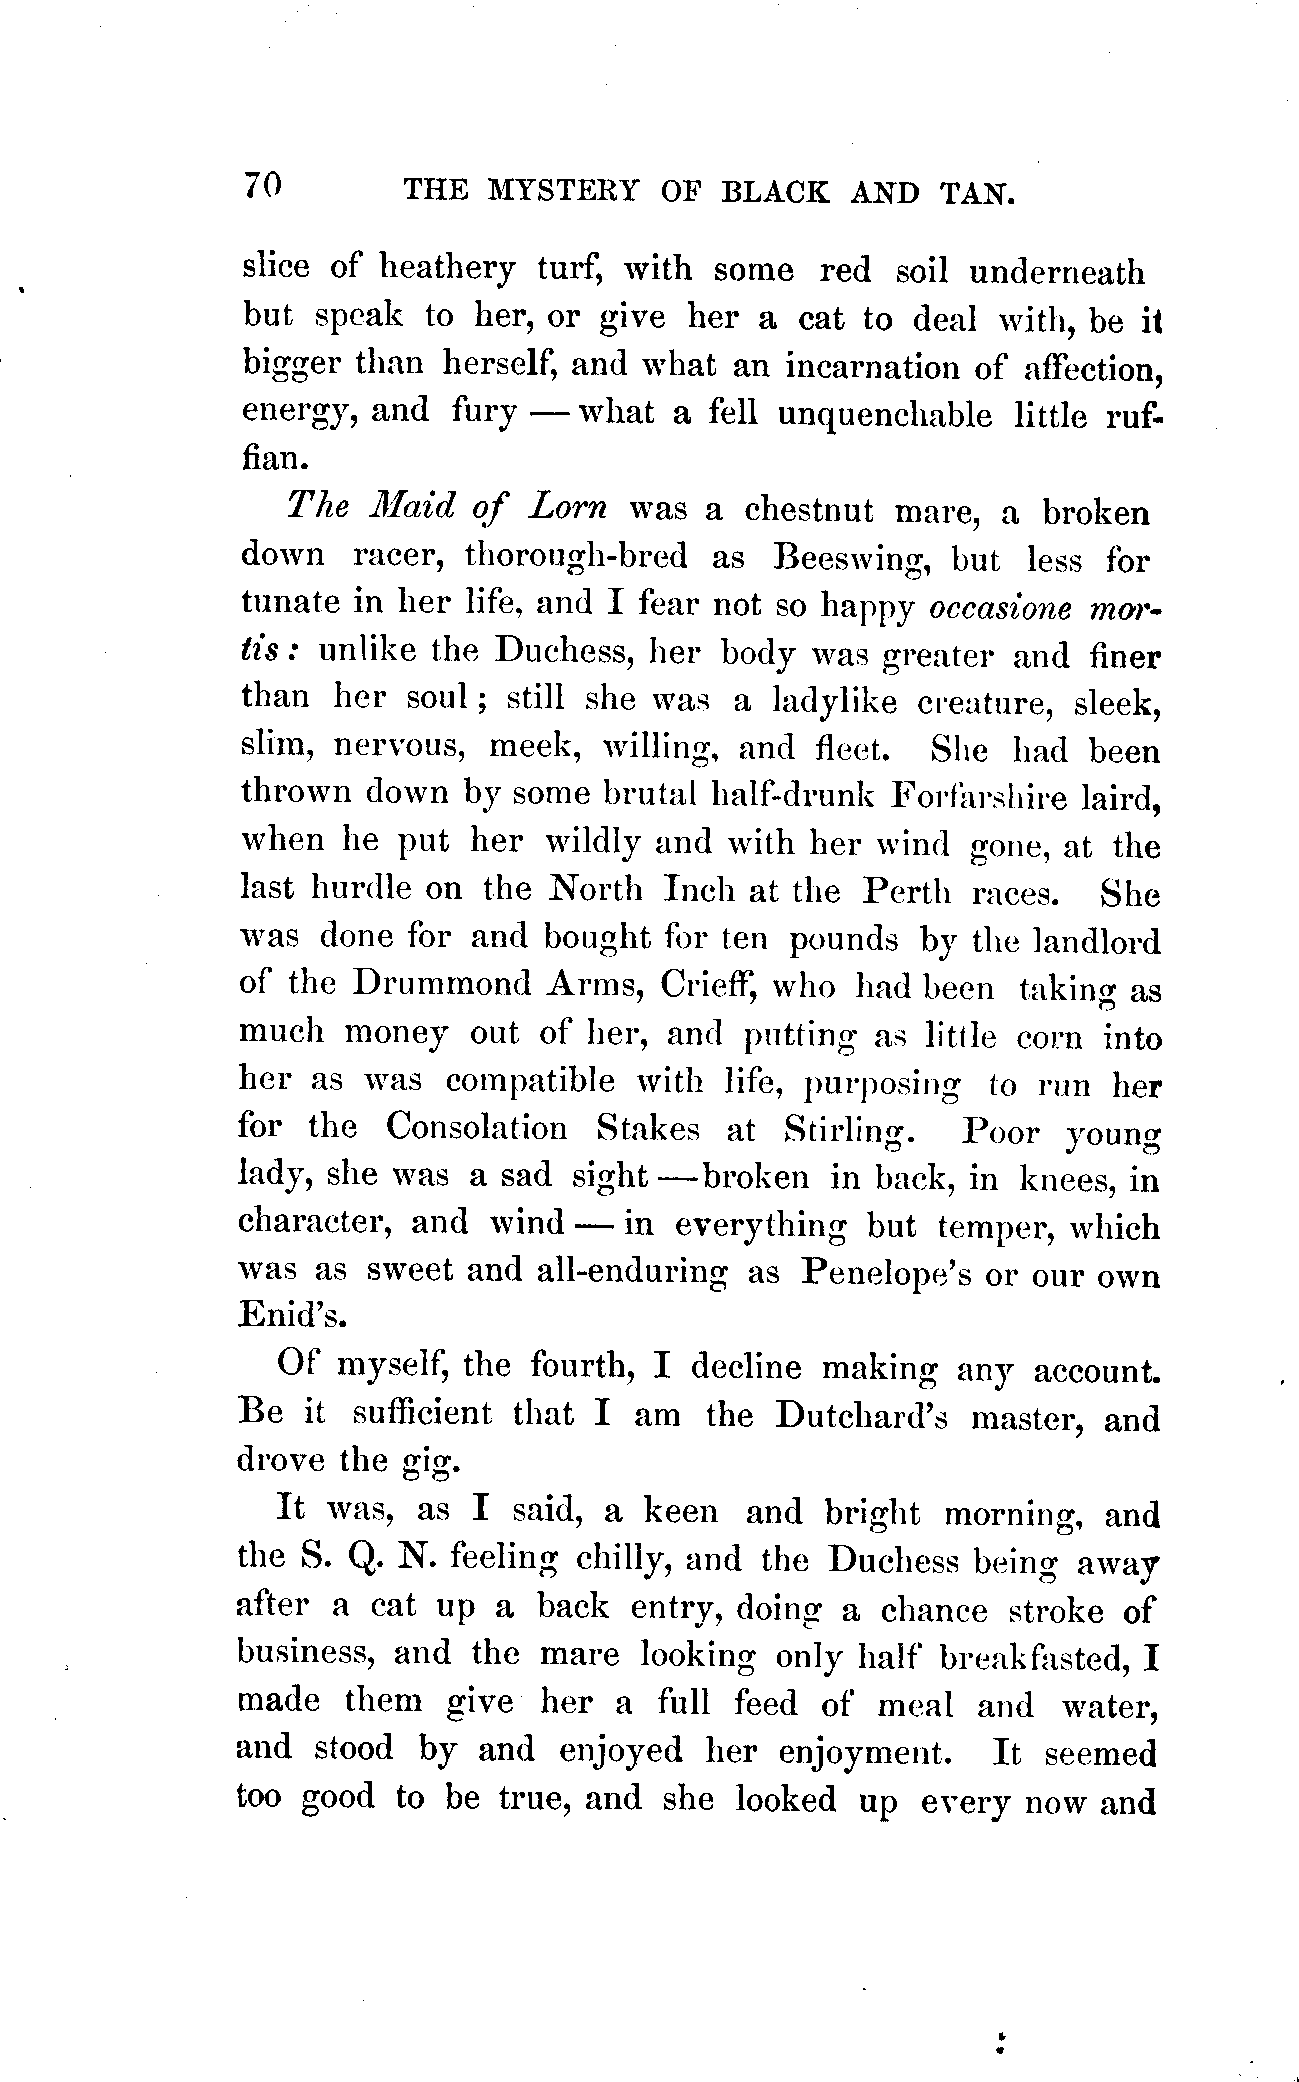 70 THE MYSTERY OF BLACK AND TAN.
slice of heathery turf, with some red soil underneath
but speak to her, or give her a cat to deal with, be it
bigger than herself, and what an incarnation of affection,
energy, and fury — what a fell unquenchable little ruf-
fian.
The Maid of Lorn was a chestnut mare, a broken
down racer, thorough-bred as Beeswing, but less for
tunate in her life, and I fear not so happy occasione mor-
tis: unlike the Duchess, her body was greater and finer
than her soul; still she was a ladylike creature, sleek,
slim, nervous, meek, willing, and fleet. She had been
thrown down by some brutal half-drunk Forfarshire laird,
when he put her wildly and with her wind gone, at the
last hurdle on the North Inch at the Perth races. She
was done for and bought for ten pounds by the landlord
of the Drummond Arms, Crieff, who had been taking as
much money out of her, and putting as little corn into
her as was compatible with life, purposing to run her
for the Consolation Stakes at Stirling. Poor young
lady, she was a sad sight — broken in back, in knees, in
character, and wind — in everything but temper, which
was as sweet and all-enduring as Penelope's or our own
Enid's.
Of myself, the fourth, I decline making any account.
Be it sufficient that I am the Dutchard's master, and
drove the gig.
It was, as I said, a keen and bright morning, and
the S. Q. N. feeling chilly, and the Duchess being away
after a cat up a back entry, doing a chance stroke of
business, and the mare looking only half breakfasted, I
made them give her a full feed of meal and water,
and stood by and enjoyed her enjoyment. It seemed
too good to be true, and she looked up every now and